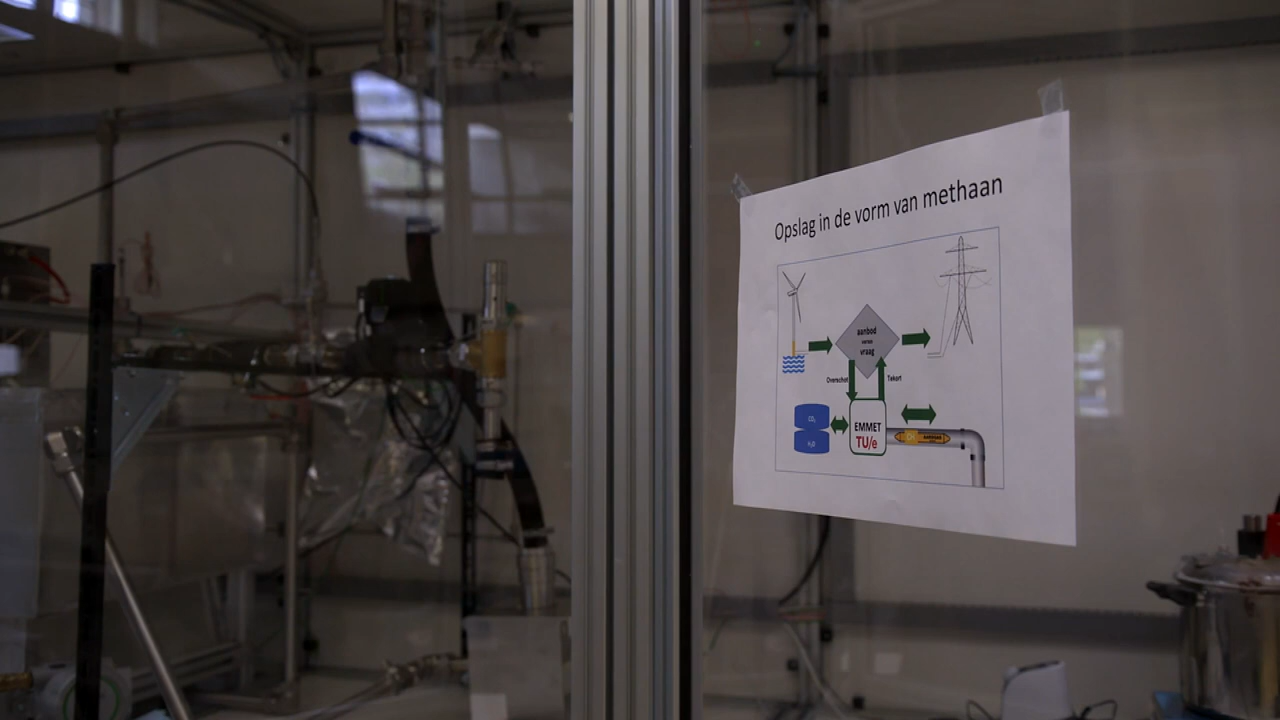 Opslag in de vorm van methaan
aanbod
versus
vraag
Overschot
Tekort
CO₂
H₂O
EMMET
TU/e